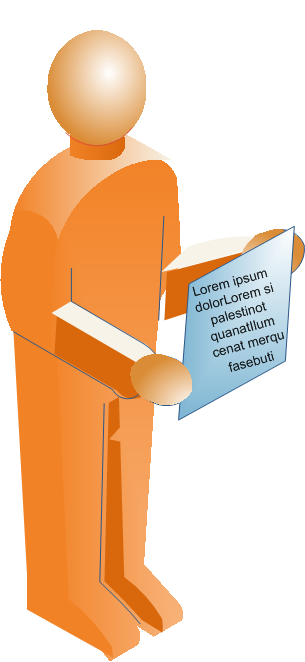 Lorem ipsum
dolorLorem si
palestinot
quanatllum
cenat merqu
fasebuti